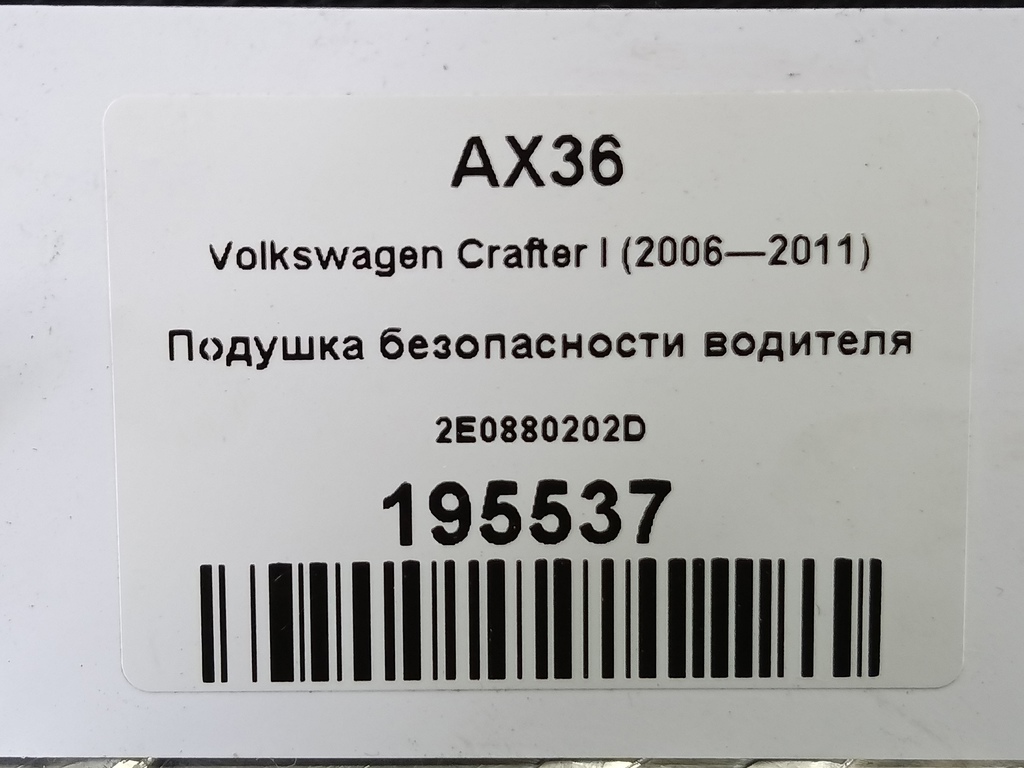 AX36
Volkswagen Crafter I (2006—2011)
Подушка безопасности водителя
2E0880202D
195537